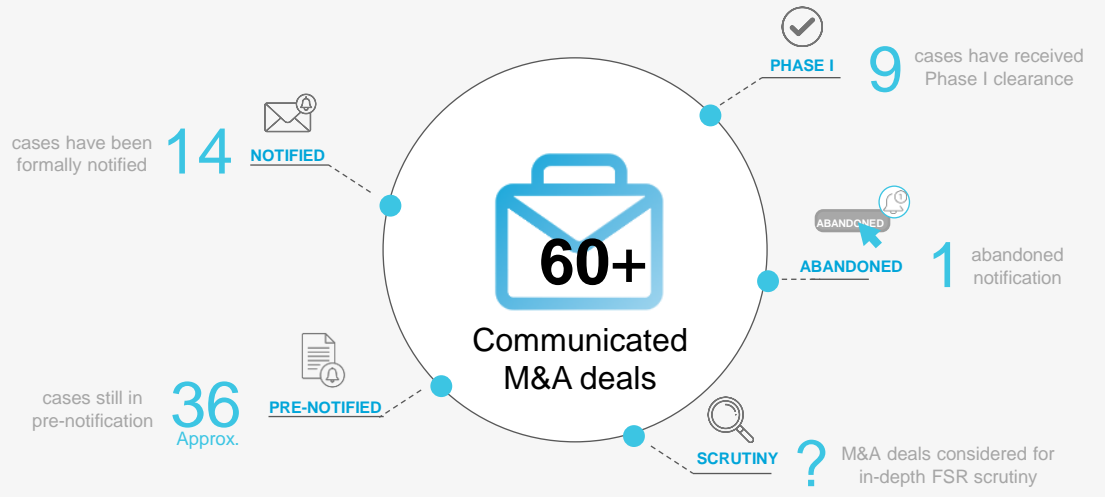 PHASE I
9
cases have received
Phase I clearance
NOTIFIED
14
cases have been
formally notified
60+
Communicated
M&A deals
ABANDONED
1
ABANDONED
1
abandoned
notification
PRE-NOTIFIED
36
Approx.
cases still in
pre-notification
SCRUTINY
?
M&A deals considered for
in-depth FSR scrutiny